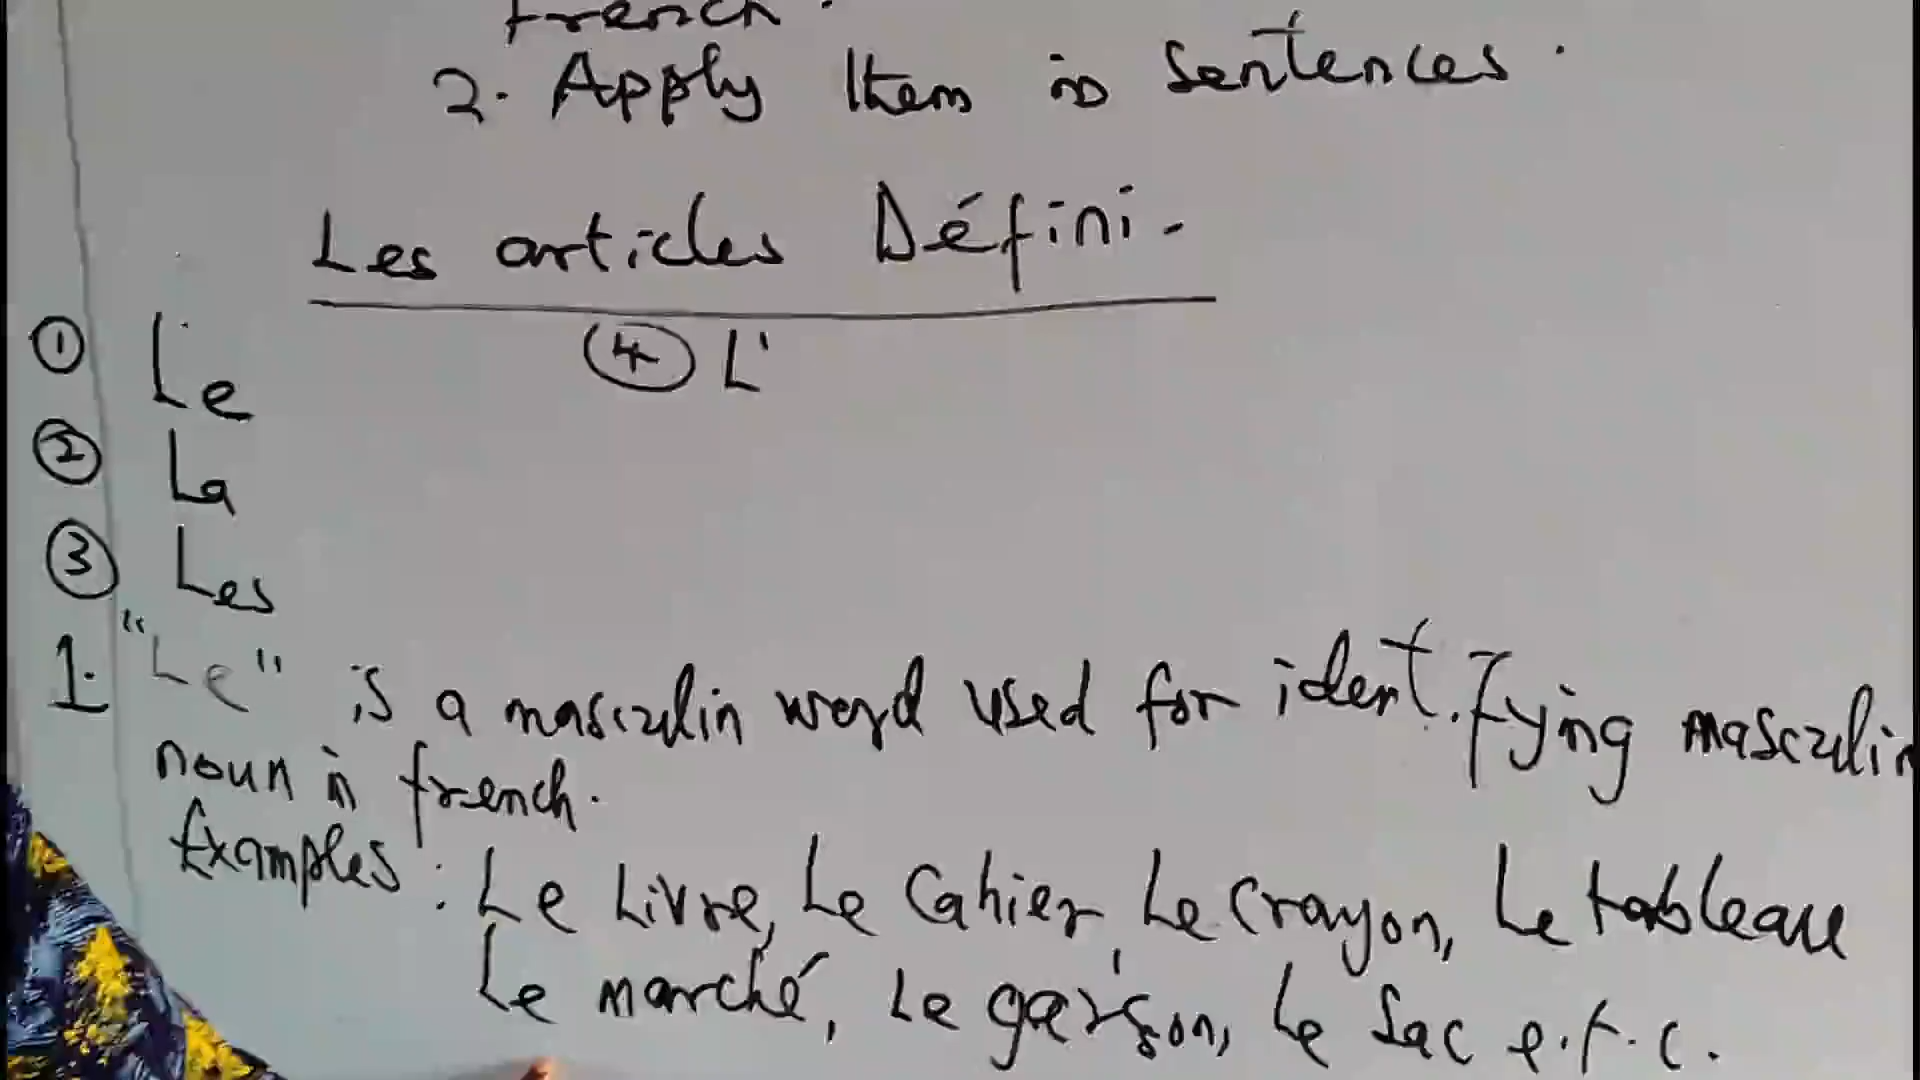 french.
2. Apply them in sentences.
Les articles Défini.
① Le
④ L'
② La
③ Les
1. "Le" is a masculin word used for identifying masculin
noun in french.
Examples: Le Livre, Le Cahier, Le Crayon, Le tableau
Le marché, Le garçon, Le Sac e.t.c.